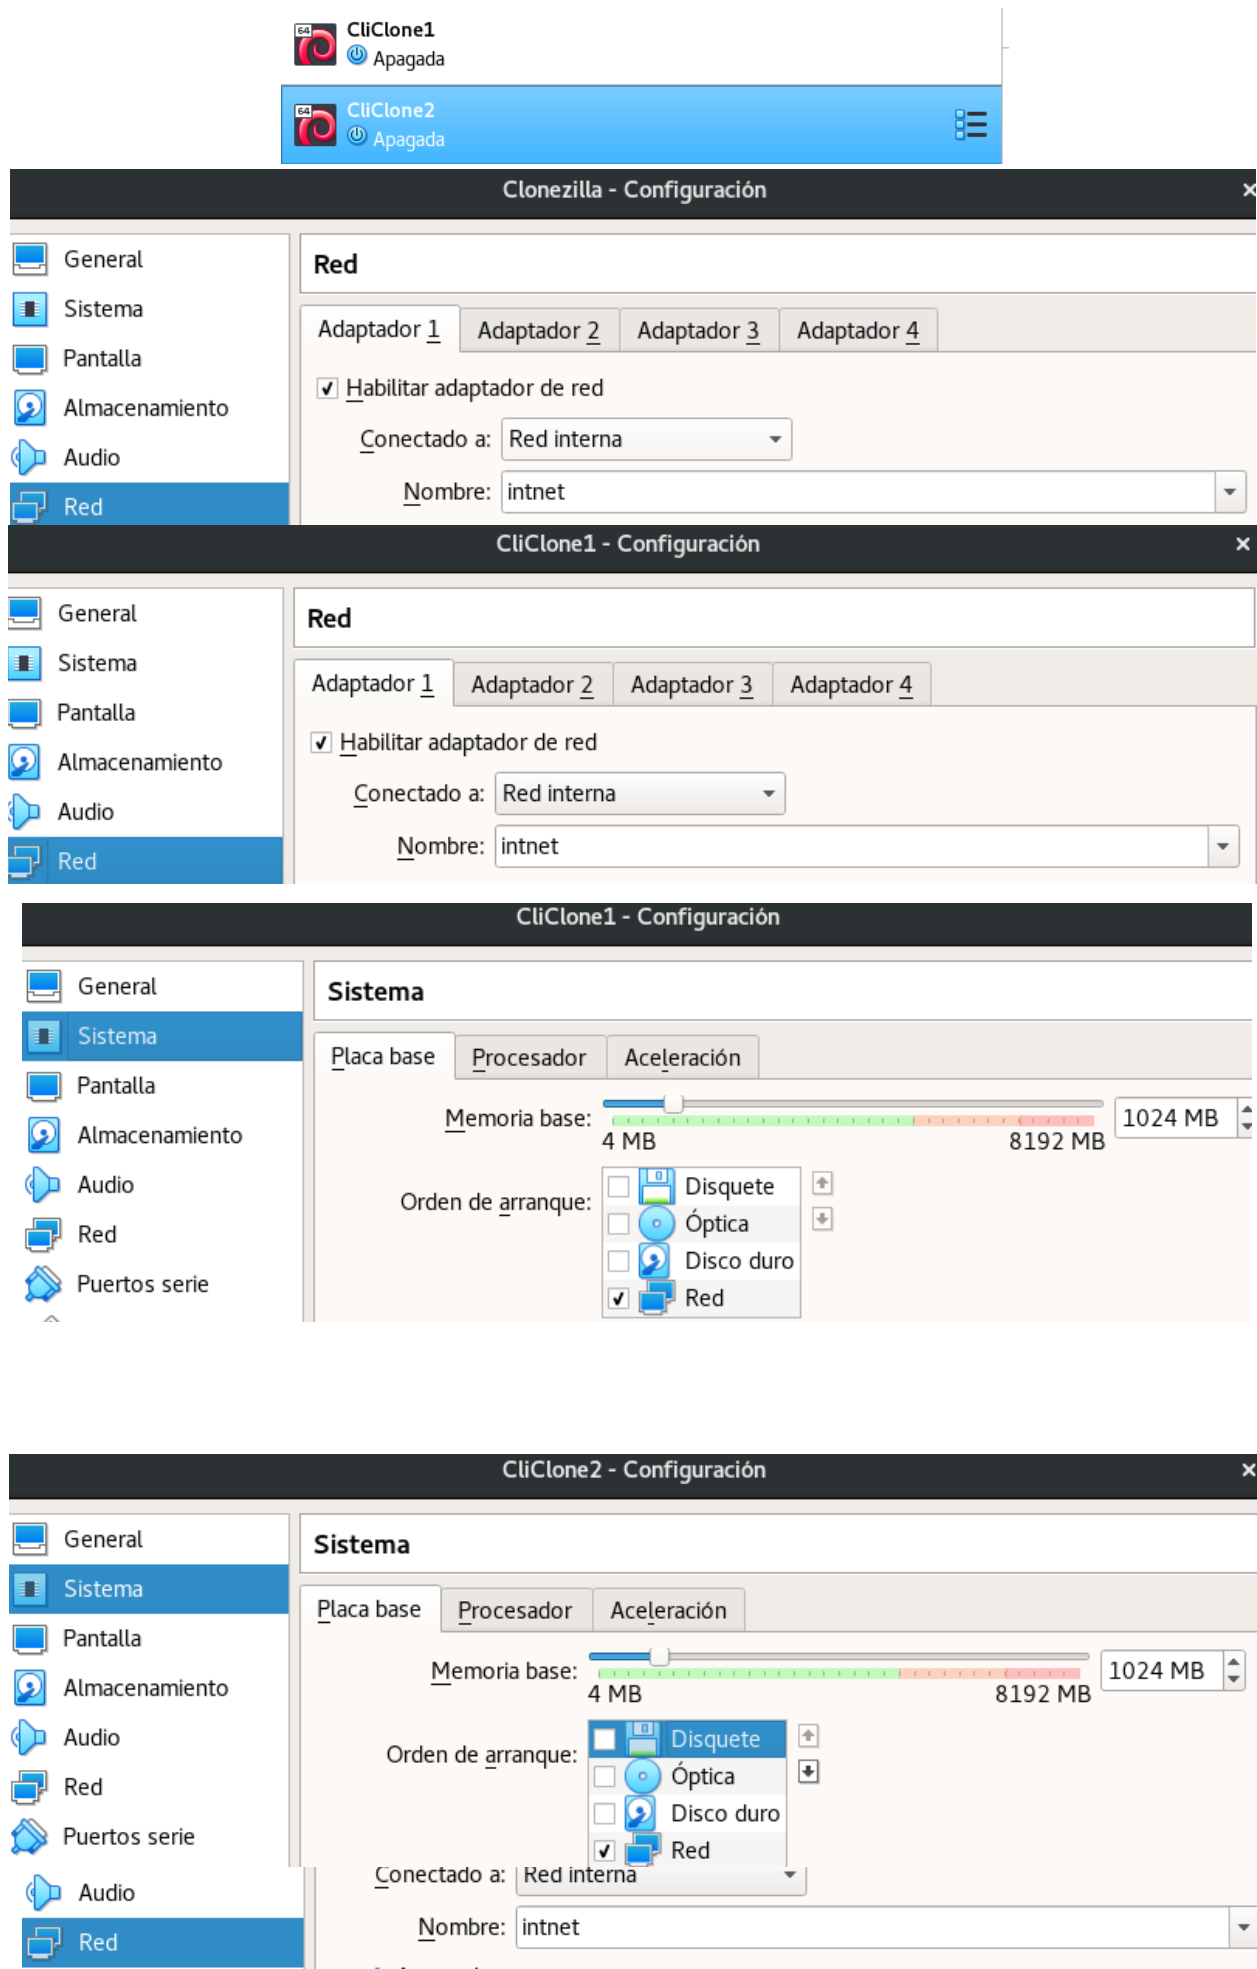 64 CliClone1
Apagada
64 CliClone2
Apagada
Clonezilla - Configuración ×
General
Sistema
Pantalla
Almacenamiento
Audio
Red
Red
Adaptador 1 Adaptador 2 Adaptador 3 Adaptador 4
Habilitar adaptador de red
Conectado a: Red interna
Nombre: intnet
CliClone1 - Configuración ×
General
Sistema
Pantalla
Almacenamiento
Audio
Red
Red
Adaptador 1 Adaptador 2 Adaptador 3 Adaptador 4
Habilitar adaptador de red
Conectado a: Red interna
Nombre: intnet
CliClone1 - Configuración
General
Sistema
Pantalla
Almacenamiento
Audio
Red
Puertos serie
Sistema
Placa base Procesador Aceleración
Memoria base: 1024 MB
4 MB 8192 MB
Orden de arranque: Disquete
Óptica
Disco duro
Red
CliClone2 - Configuración ×
General
Sistema
Pantalla
Almacenamiento
Audio
Red
Puertos serie
Sistema
Placa base Procesador Aceleración
Memoria base: 1024 MB
4 MB 8192 MB
Orden de arranque: Disquete
Óptica
Disco duro
Red
Audio
Red
Conectado a: Red interna
Nombre: intnet